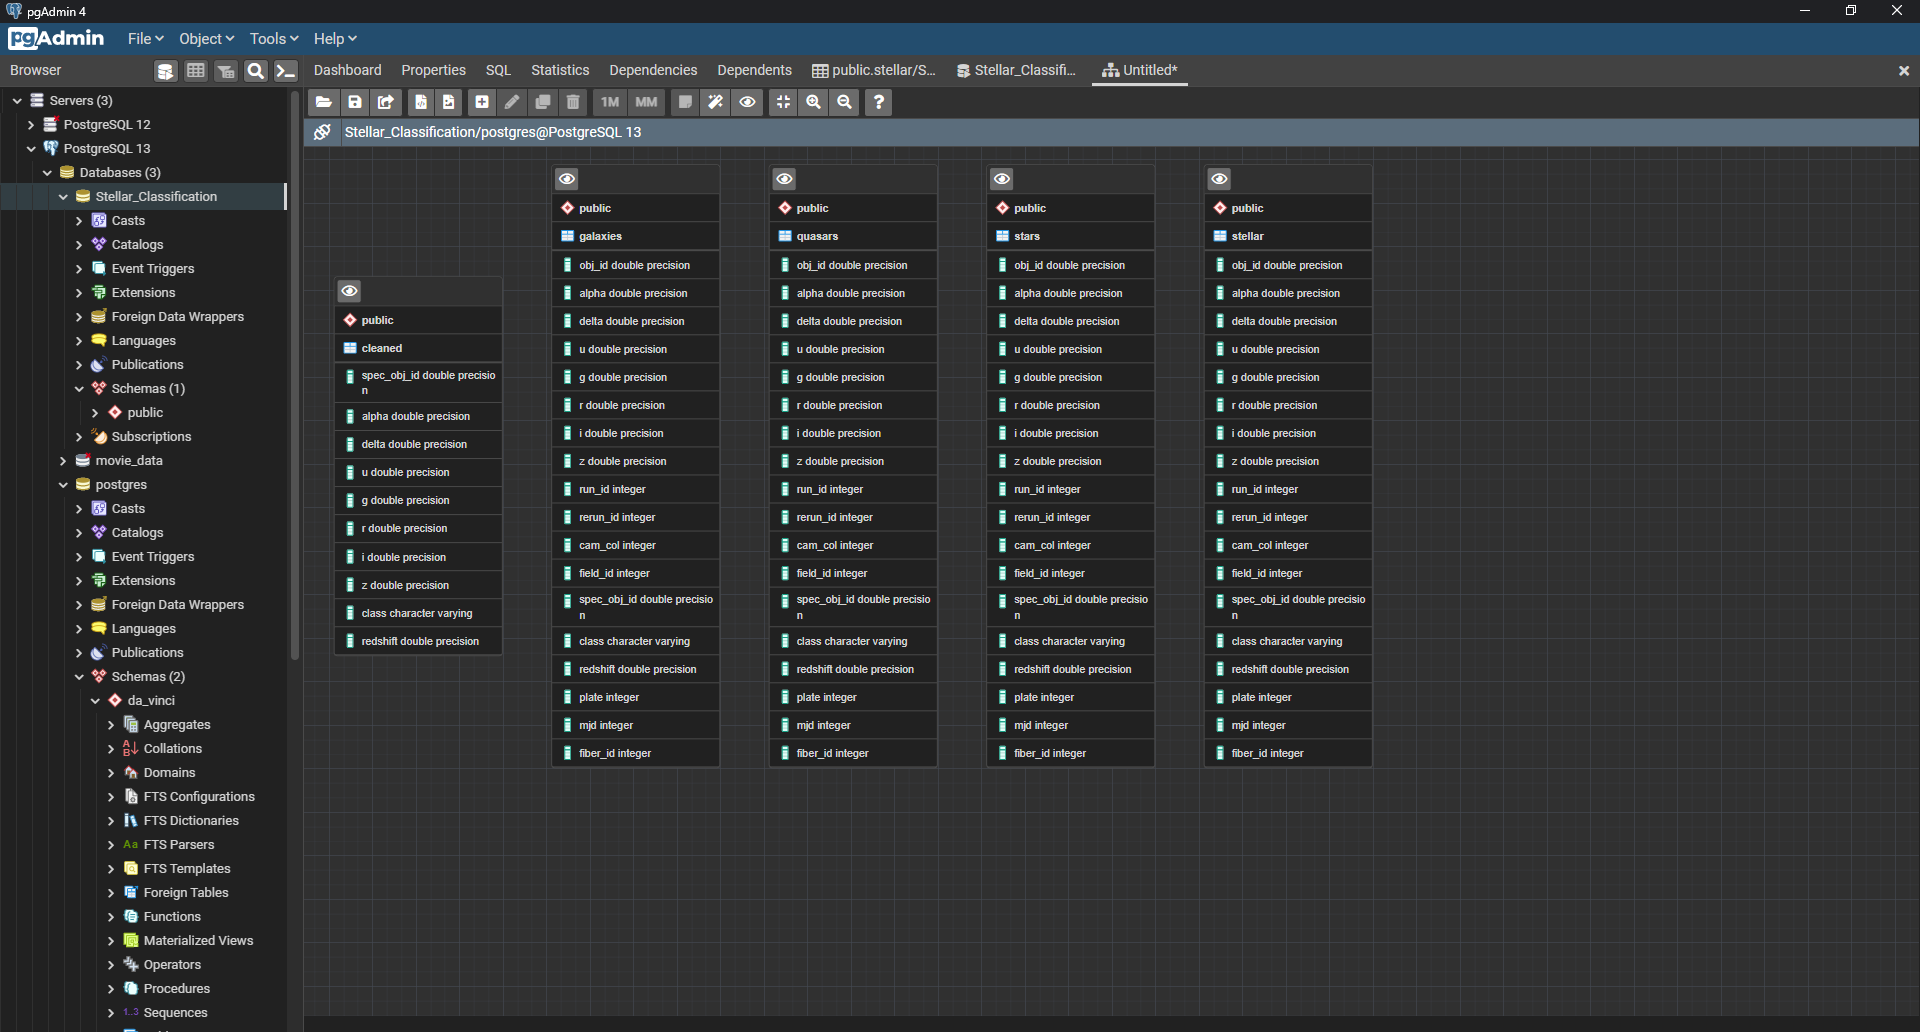 pgAdmin 4
pgAdmin File Object Tools Help
Browser
Dashboard Properties SQL Statistics Dependencies Dependents public.stellar/S... Stellar_Classifi... Untitled*
1M MM ?
Stellar_Classification/postgres@PostgreSQL 13
Servers (3)
PostgreSQL 12
PostgreSQL 13
Databases (3)
Stellar_Classification
Casts
Catalogs
Event Triggers
Extensions
Foreign Data Wrappers
Languages
Publications
Schemas (1)
public
Subscriptions
movie_data
postgres
Casts
Catalogs
Event Triggers
Extensions
Foreign Data Wrappers
Languages
Publications
Schemas (2)
da_vinci
Aggregates
Collations
Domains
FTS Configurations
FTS Dictionaries
Aa FTS Parsers
FTS Templates
Foreign Tables
Functions
Materialized Views
Operators
Procedures
1..3 Sequences
public
cleaned
spec_obj_id double precisio
n
alpha double precision
delta double precision
u double precision
g double precision
r double precision
i double precision
z double precision
class character varying
redshift double precision
public
galaxies
obj_id double precision
alpha double precision
delta double precision
u double precision
g double precision
r double precision
i double precision
z double precision
run_id integer
rerun_id integer
cam_col integer
field_id integer
spec_obj_id double precisio
n
class character varying
redshift double precision
plate integer
mjd integer
fiber_id integer
public
quasars
obj_id double precision
alpha double precision
delta double precision
u double precision
g double precision
r double precision
i double precision
z double precision
run_id integer
rerun_id integer
cam_col integer
field_id integer
spec_obj_id double precisio
n
class character varying
redshift double precision
plate integer
mjd integer
fiber_id integer
public
stars
obj_id double precision
alpha double precision
delta double precision
u double precision
g double precision
r double precision
i double precision
z double precision
run_id integer
rerun_id integer
cam_col integer
field_id integer
spec_obj_id double precisio
n
class character varying
redshift double precision
plate integer
mjd integer
fiber_id integer
public
stellar
obj_id double precision
alpha double precision
delta double precision
u double precision
g double precision
r double precision
i double precision
z double precision
run_id integer
rerun_id integer
cam_col integer
field_id integer
spec_obj_id double precisio
n
class character varying
redshift double precision
plate integer
mjd integer
fiber_id integer